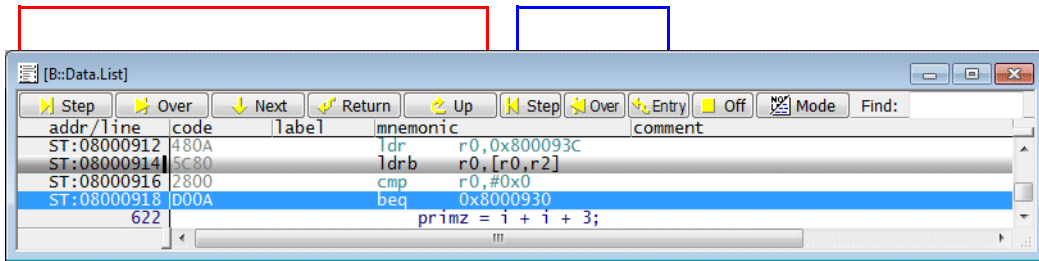 [B::Data.List]
Step Over Next Return Up Step Over Entry Off Mode Find:
addr/line code label mnemonic comment
ST:08000912 480A ldr r0,0x800093C
ST:08000914 5C80 ldrb r0,[r0,r2]
ST:08000916 2800 cmp r0,#0x0
ST:08000918 D00A beq 0x8000930
622 primz = i + i + 3;